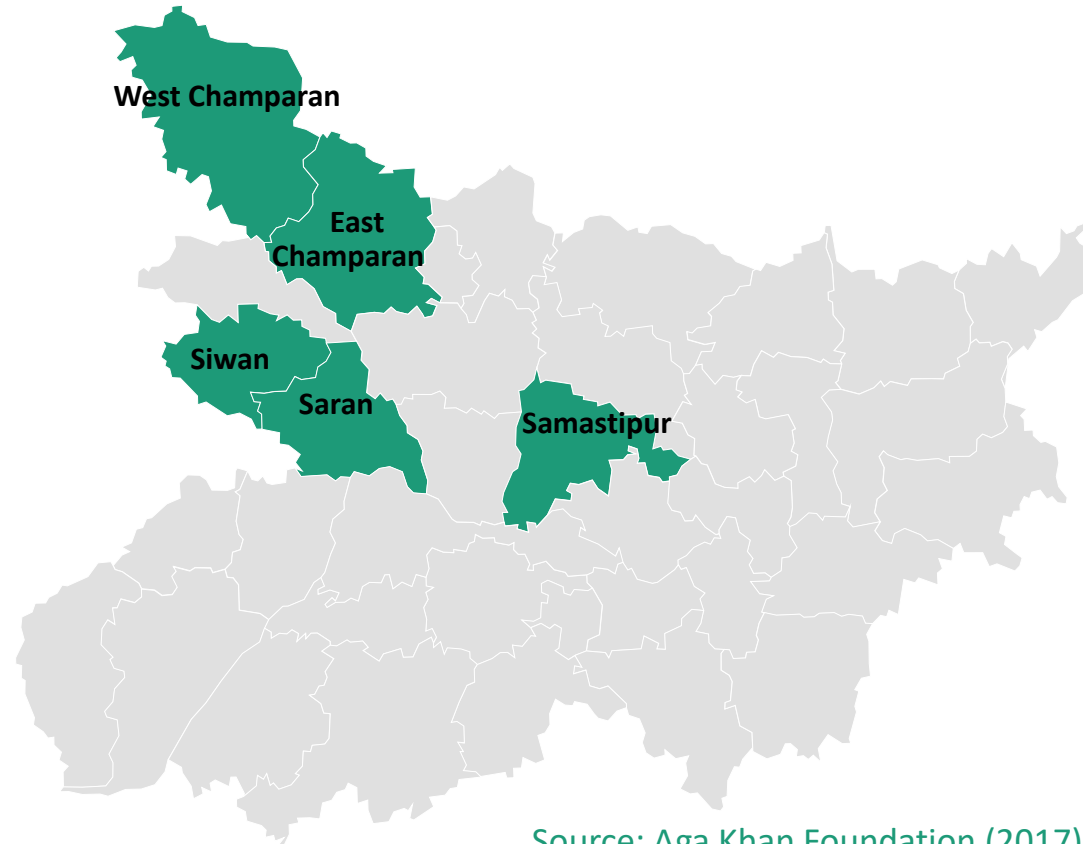 West Champaran
East
Champaran
Siwan
Saran
Samastipur
Source: Aga Khan Foundation (2017)